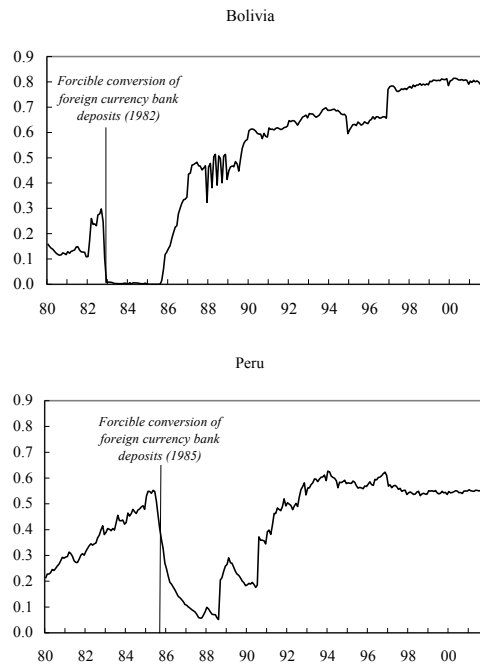 Bolivia
0.9
0.8
0.7
0.6
0.5
0.4
0.3
0.2
0.1
0.0
Forcible conversion of
foreign currency bank
deposits (1982)
80 82 84 86 88 90 92 94 96 98 00
Peru
0.9
0.8
0.7
0.6
0.5
0.4
0.3
0.2
0.1
0.0
Forcible conversion of
foreign currency bank
deposits (1985)
80 82 84 86 88 90 92 94 96 98 00